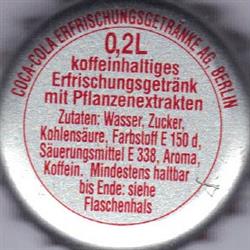 COCA-COLA ERFRISCHUNGSGETRÄNKE AG, BERLIN
0,2L
koffeinhaltiges
Erfrischungsgetränk
mit Pflanzenextrakten
Zutaten: Wasser, Zucker,
Kohlensäure, Farbstoff E 150 d,
Säuerungsmittel E 338, Aroma,
Koffein. Mindestens haltbar
bis Ende: siehe
Flaschenhals